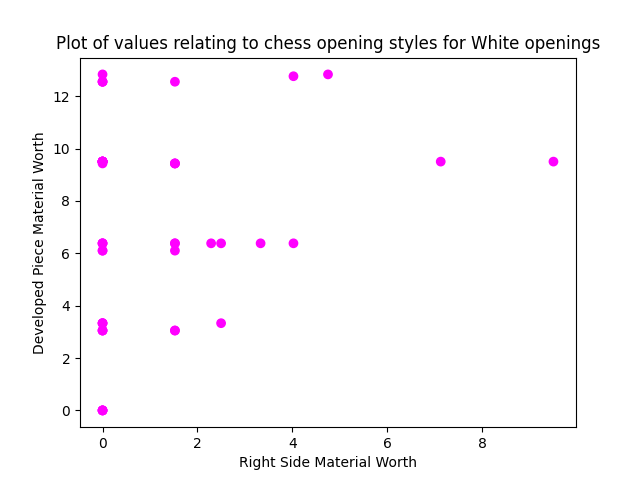 Plot of values relating to chess opening styles for White openings
12
10
8
6
4
2
0
Developed Piece Material Worth
0 2 4 6 8
Right Side Material Worth